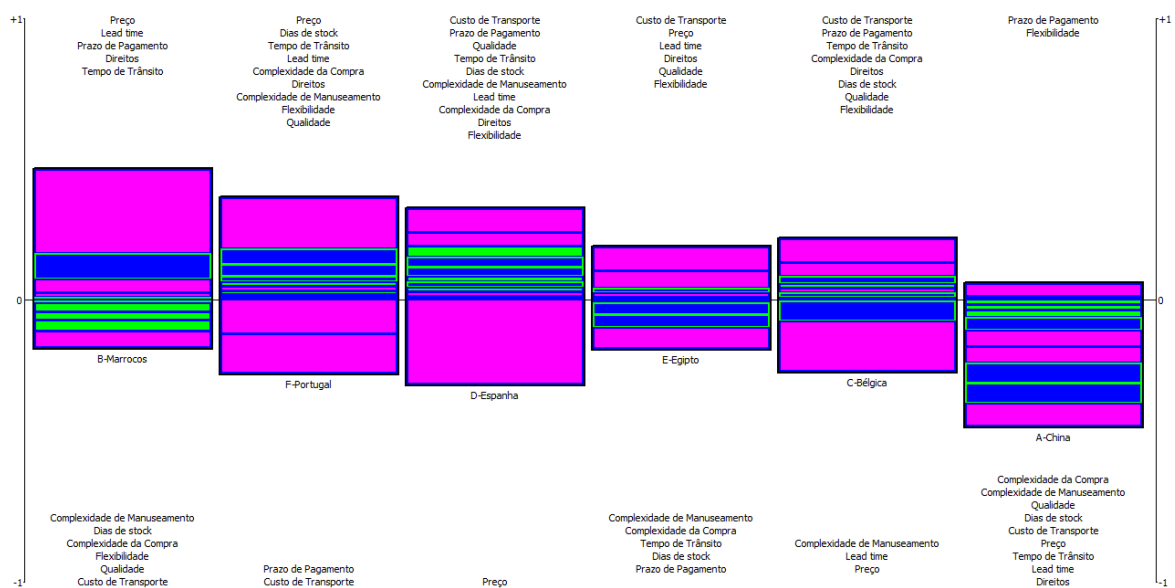 +1
Preço
Lead time
Prazo de Pagamento
Direitos
Tempo de Trânsito
Preço
Dias de stock
Tempo de Trânsito
Lead time
Complexidade da Compra
Direitos
Complexidade de Manuseamento
Flexibilidade
Qualidade
Custo de Transporte
Prazo de Pagamento
Qualidade
Tempo de Trânsito
Dias de stock
Complexidade de Manuseamento
Lead time
Complexidade da Compra
Direitos
Flexibilidade
Custo de Transporte
Preço
Lead time
Direitos
Qualidade
Flexibilidade
Custo de Transporte
Prazo de Pagamento
Tempo de Trânsito
Complexidade da Compra
Direitos
Dias de stock
Qualidade
Flexibilidade
Prazo de Pagamento
Flexibilidade
+1
0
0
B-Marrocos
F-Portugal
D-Espanha
E-Egipto
C-Bélgica
A-China
Complexidade de Manuseamento
Dias de stock
Complexidade da Compra
Flexibilidade
Qualidade
Custo de Transporte
Prazo de Pagamento
Custo de Transporte
Preço
Complexidade de Manuseamento
Complexidade da Compra
Tempo de Trânsito
Dias de stock
Prazo de Pagamento
Complexidade de Manuseamento
Lead time
Preço
Complexidade da Compra
Complexidade de Manuseamento
Qualidade
Dias de stock
Custo de Transporte
Preço
Tempo de Trânsito
Lead time
Direitos
-1
-1